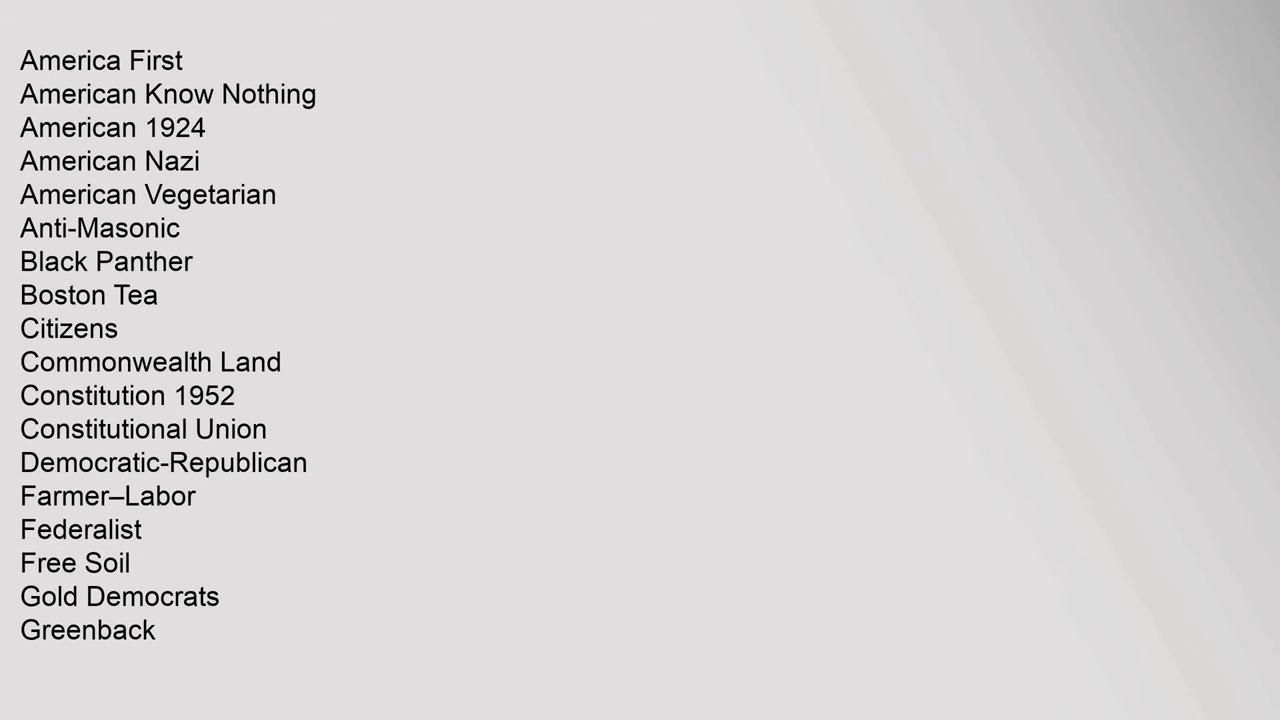 America First
American Know Nothing
American 1924
American Nazi
American Vegetarian
Anti-Masonic
Black Panther
Boston Tea
Citizens
Commonwealth Land
Constitution 1952
Constitutional Union
Democratic-Republican
Farmer–Labor
Federalist
Free Soil
Gold Democrats
Greenback